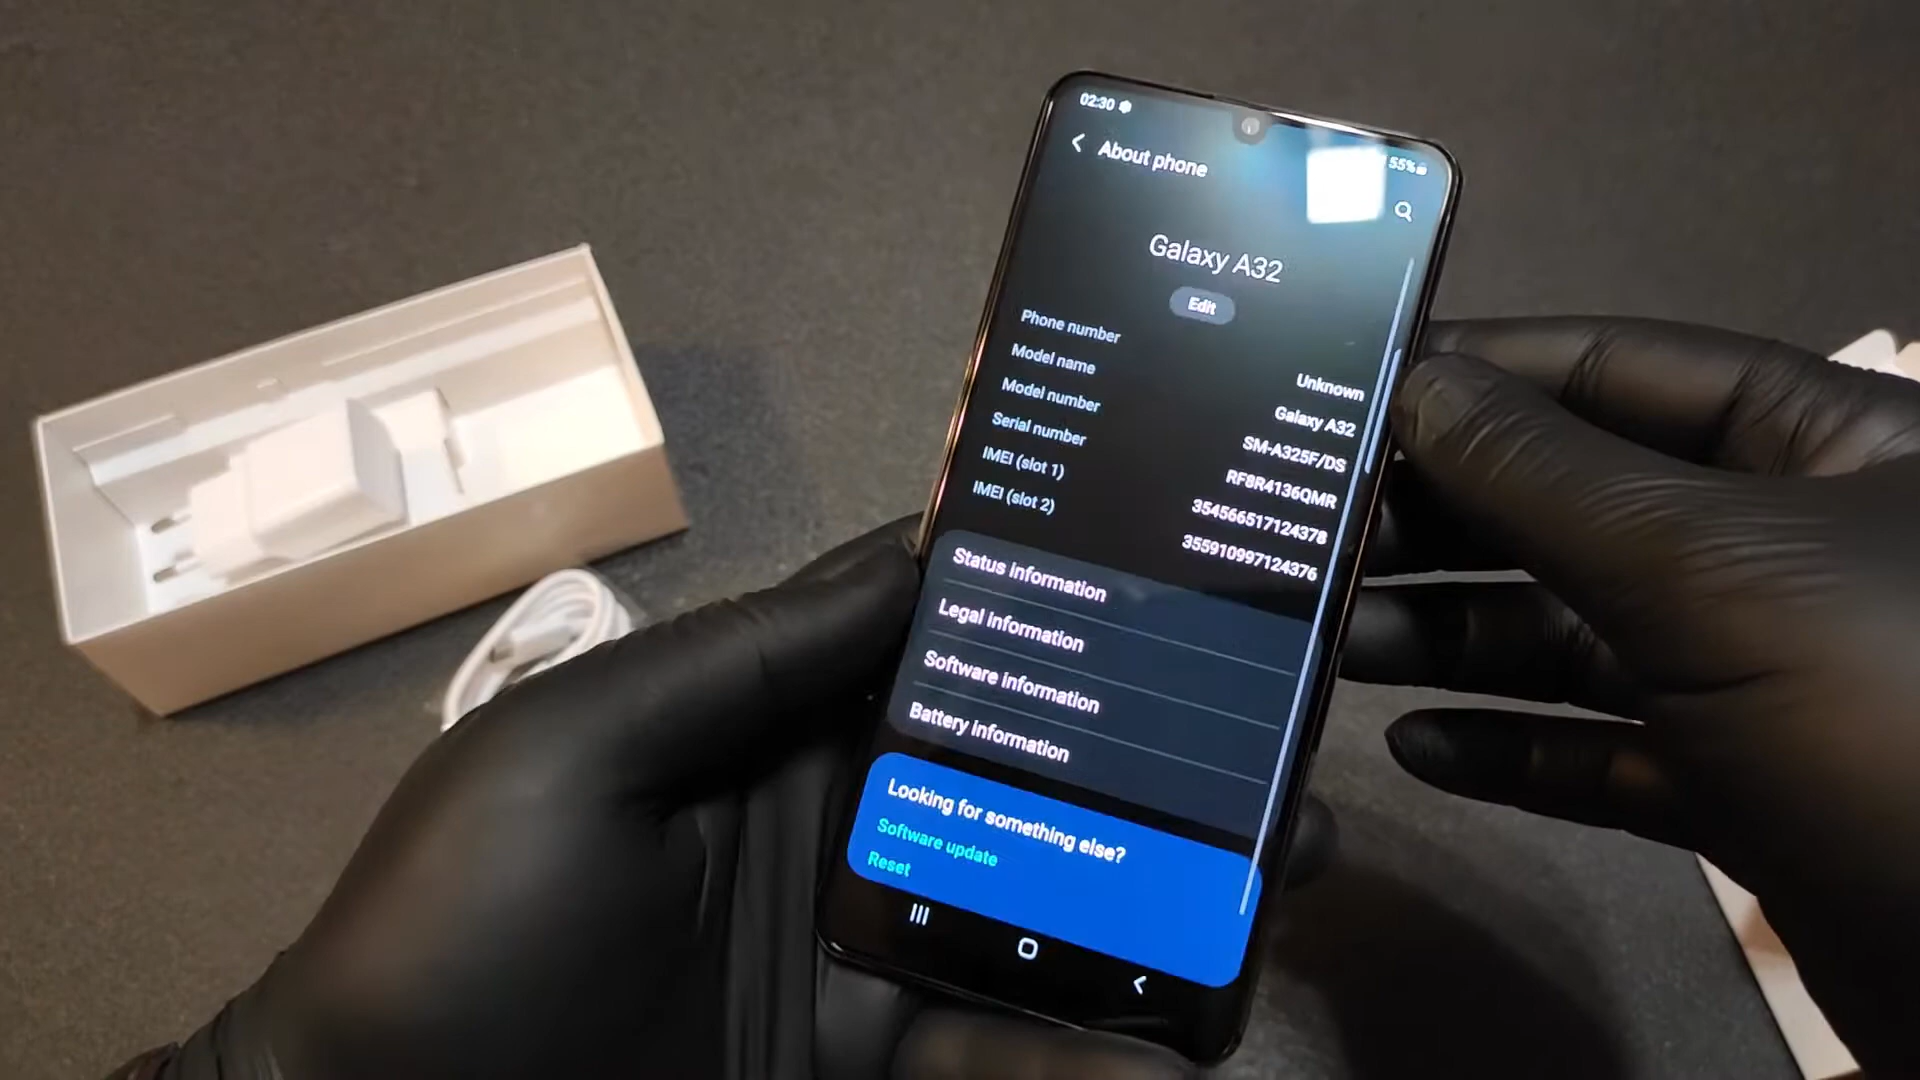 02:30
55%
About phone
Galaxy A32
Edit
Phone number Unknown
Model name Galaxy A32
Model number SM-A325F/DS
Serial number RF8R4136QMR
IMEI (slot 1) 354566517124378
IMEI (slot 2) 355910997124376
Status information
Legal information
Software information
Battery information
Looking for something else?
Software update
Reset